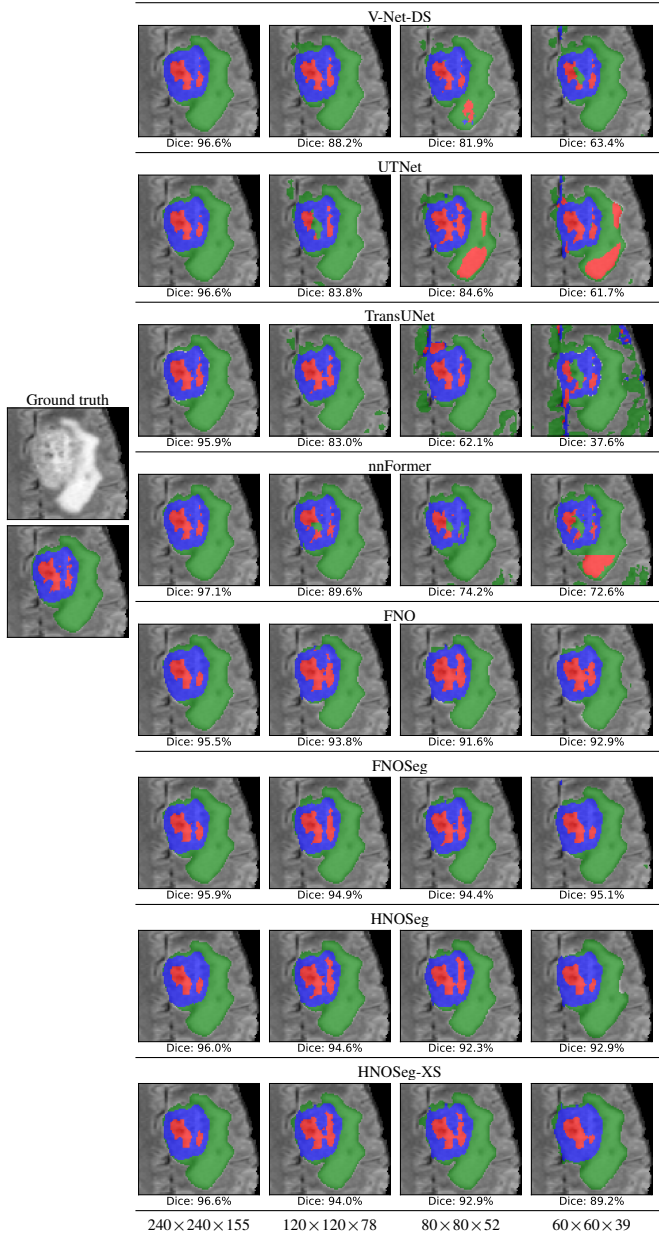 V-Net-DS
Dice: 96.6% Dice: 88.2% Dice: 81.9% Dice: 63.4%
UTNet
Dice: 96.6% Dice: 83.8% Dice: 84.6% Dice: 61.7%
TransUNet
Ground truth
Dice: 95.9% Dice: 83.0% Dice: 62.1% Dice: 37.6%
nnFormer
Dice: 97.1% Dice: 89.6% Dice: 74.2% Dice: 72.6%
FNO
Dice: 95.5% Dice: 93.8% Dice: 91.6% Dice: 92.9%
FNOSeg
Dice: 95.9% Dice: 94.9% Dice: 94.4% Dice: 95.1%
HNOSeg
Dice: 96.0% Dice: 94.6% Dice: 92.3% Dice: 92.9%
HNOSeg-XS
Dice: 96.6% Dice: 94.0% Dice: 92.9% Dice: 89.2%
240×240×155 120×120×78 80×80×52 60×60×39